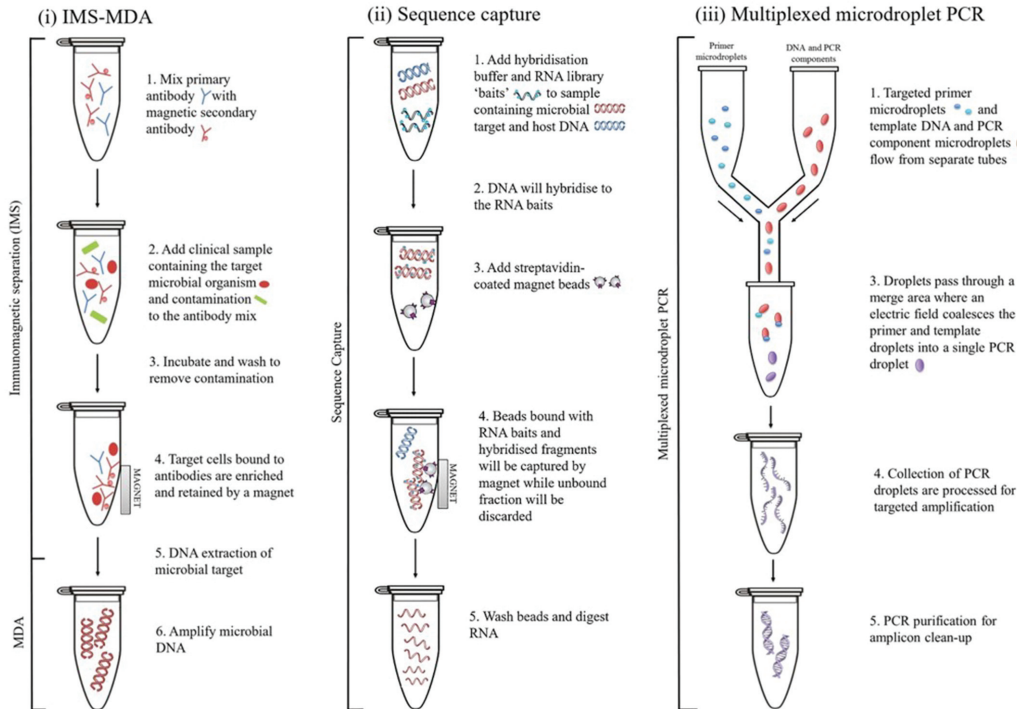 (i) IMS-MDA
Immunomagnetic separation (IMS)
MDA
1. Mix primary
antibody with
magnetic secondary
antibody
2. Add clinical sample
containing the target
microbial organism
and contamination
to the antibody mix
3. Incubate and wash to
remove contamination
4. Target cells bound to
antibodies are enriched
and retained by a magnet
MAGNET
5. DNA extraction of
microbial target
6. Amplify microbial
DNA
(ii) Sequence capture
Sequence Capture
1. Add hybridisation
buffer and RNA library
‘baits’ to sample
containing microbial
target and host DNA
2. DNA will hybridise to
the RNA baits
3. Add streptavidin-
coated magnet beads
4. Beads bound with
RNA baits and
hybridised fragments
will be captured by
magnet while unbound
fraction will be
discarded
MAGNET
5. Wash beads and digest
RNA
(iii) Multiplexed microdroplet PCR
Multiplexed microdroplet PCR
Primer
microdroplets
DNA and PCR
components
1. Targeted primer
microdroplets and
template DNA and PCR
component microdroplets
flow from separate tubes
3. Droplets pass through a
merge area where an
electric field coalesces the
primer and template
droplets into a single PCR
droplet
4. Collection of PCR
droplets are processed for
targeted amplification
5. PCR purification for
amplicon clean-up